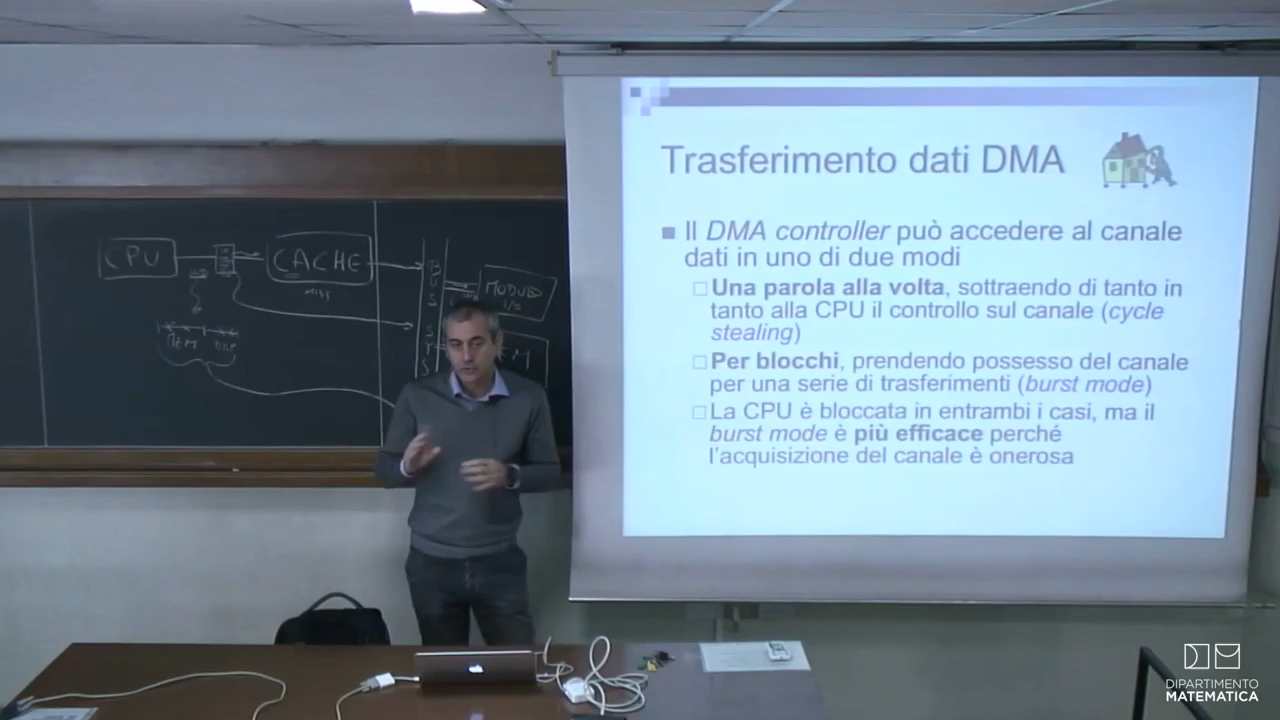 Trasferimento dati DMA
Il DMA controller può accedere al canale
dati in uno di due modi
Una parola alla volta, sottraendo di tanto in
tanto alla CPU il controllo sul canale (cycle
stealing)
Per blocchi, prendendo possesso del canale
per una serie di trasferimenti (burst mode)
La CPU è bloccata in entrambi i casi, ma il
burst mode è più efficace perché
l'acquisizione del canale è onerosa
CPU
CACHE
MISS
BUS
MODULO
I/O
MEM
DIPARTIMENTO
MATEMATICA